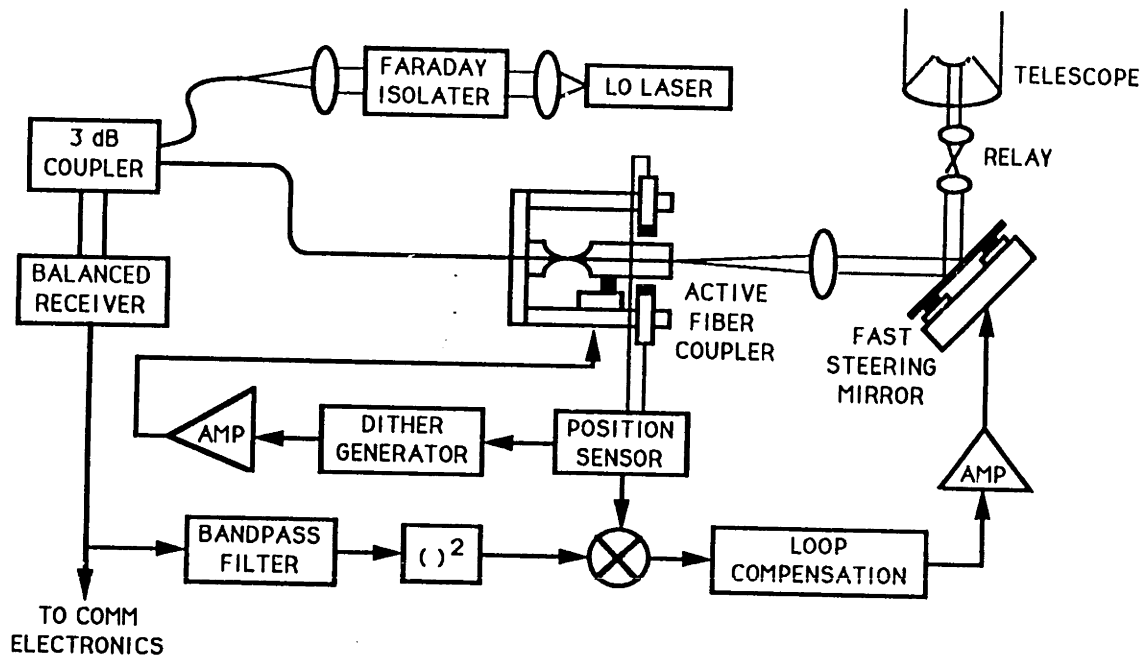 FARADAY
ISOLATER
LO LASER
TELESCOPE
3 dB
COUPLER
RELAY
BALANCED
RECEIVER
ACTIVE
FIBER
COUPLER
FAST
STEERING
MIRROR
AMP
DITHER
GENERATOR
POSITION
SENSOR
AMP
BANDPASS
FILTER
( )²
LOOP
COMPENSATION
TO COMM
ELECTRONICS